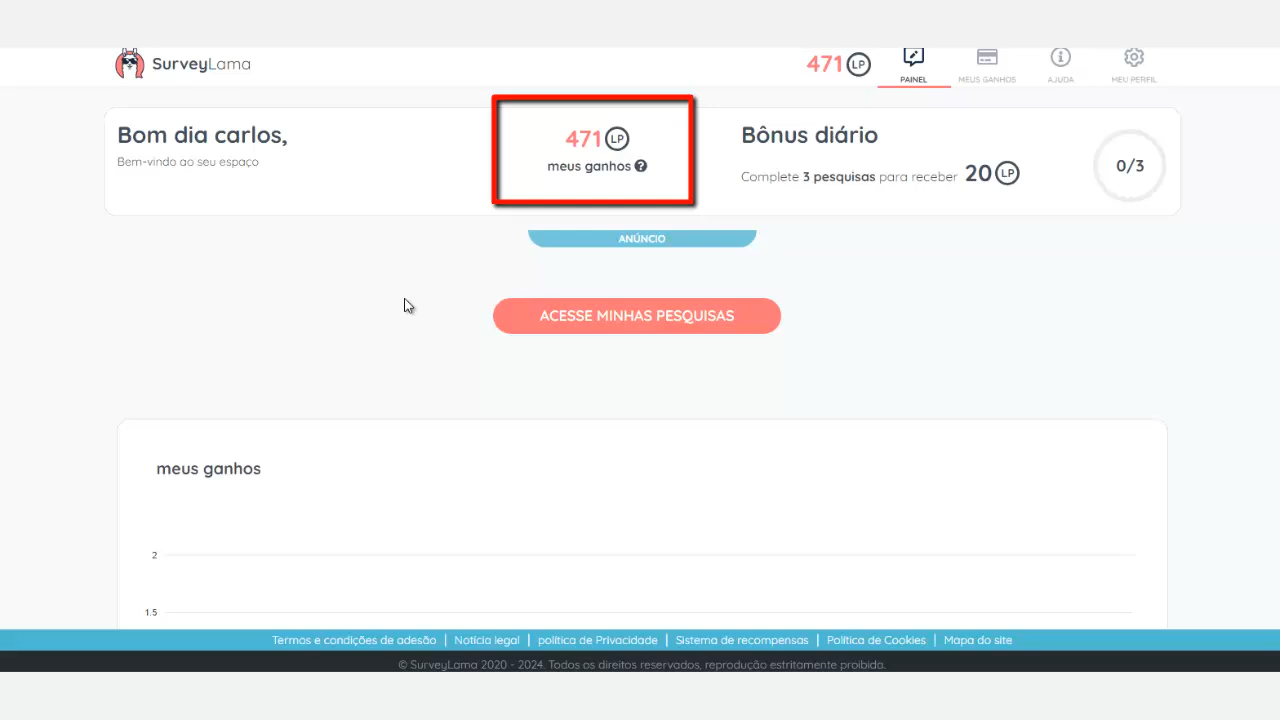 SurveyLama
471 LP
PAINEL
MEUS GANHOS
AJUDA
MEU PERFIL
Bom dia carlos,
Bem-vindo ao seu espaço
471 LP
meus ganhos ?
Bônus diário
Complete 3 pesquisas para receber 20 LP
0/3
ANÚNCIO
ACESSE MINHAS PESQUISAS
meus ganhos
2
1.5
Termos e condições de adesão | Notícia legal | política de Privacidade | Sistema de recompensas | Política de Cookies | Mapa do site
© SurveyLama 2020 - 2024. Todos os direitos reservados, reprodução estritamente proibida.